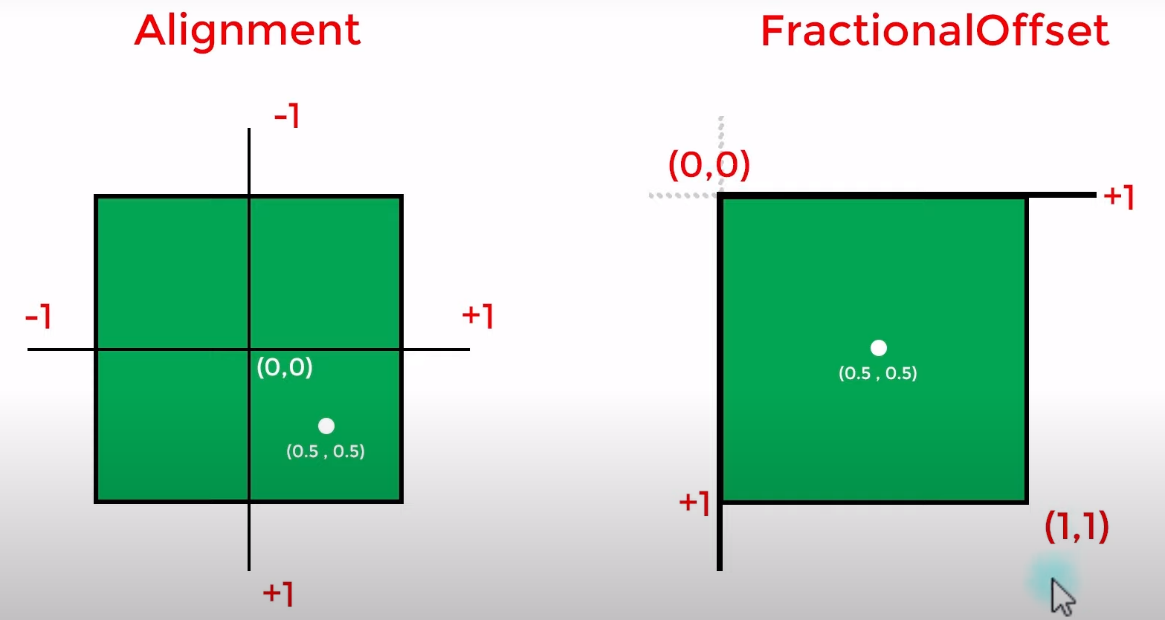 Alignment
-1
-1
+1
(0,0)
(0.5 , 0.5)
+1
FractionalOffset
(0,0)
+1
(0.5 , 0.5)
+1
(1,1)